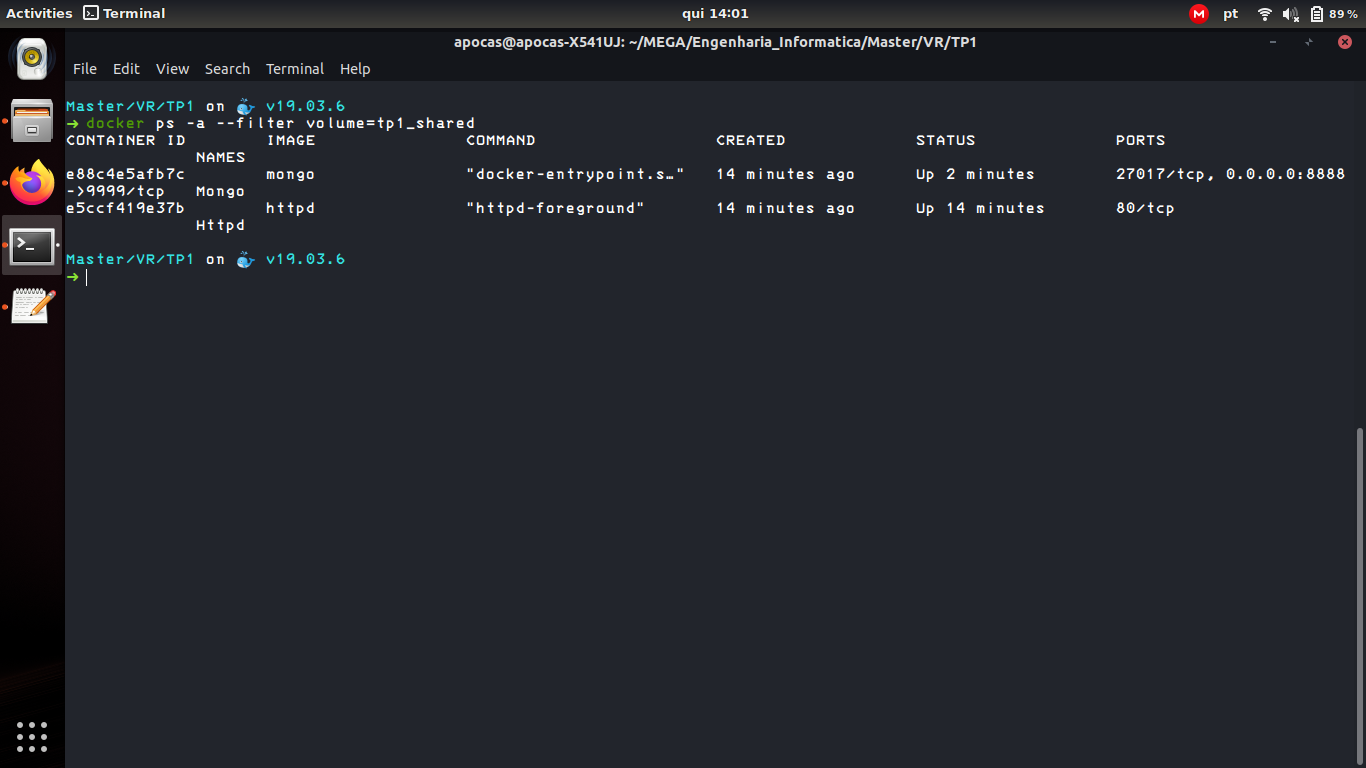 Activities Terminal qui 14:01 pt 89 %
apocas@apocas-X541UJ: ~/MEGA/Engenharia_Informatica/Master/VR/TP1
File Edit View Search Terminal Help
Master/VR/TP1 on 🐳 v19.03.6
➜ docker ps -a --filter volume=tp1_shared
CONTAINER ID IMAGE COMMAND CREATED STATUS PORTS
NAMES
e88c4e5afb7c mongo "docker-entrypoint.s…" 14 minutes ago Up 2 minutes 27017/tcp, 0.0.0.0:8888
->9999/tcp Mongo
e5ccf419e37b httpd "httpd-foreground" 14 minutes ago Up 14 minutes 80/tcp
Httpd
Master/VR/TP1 on 🐳 v19.03.6
➜